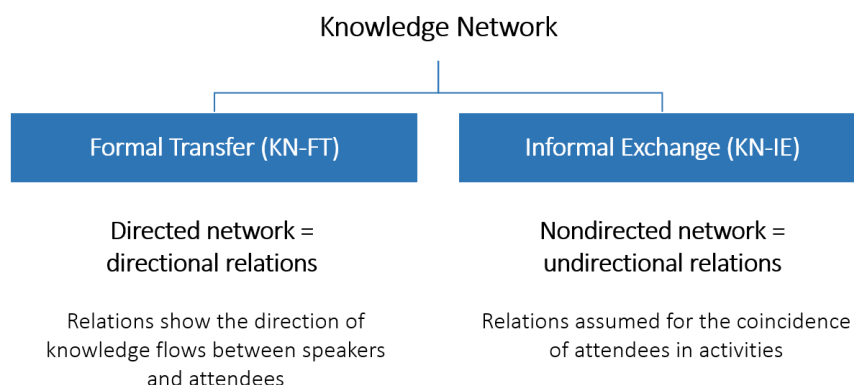 Knowledge Network
Formal Transfer (KN-FT)
Informal Exchange (KN-IE)
Directed network =
directional relations
Nondirected network =
undirectional relations
Relations show the direction of
knowledge flows between speakers
and attendees
Relations assumed for the coincidence
of attendees in activities